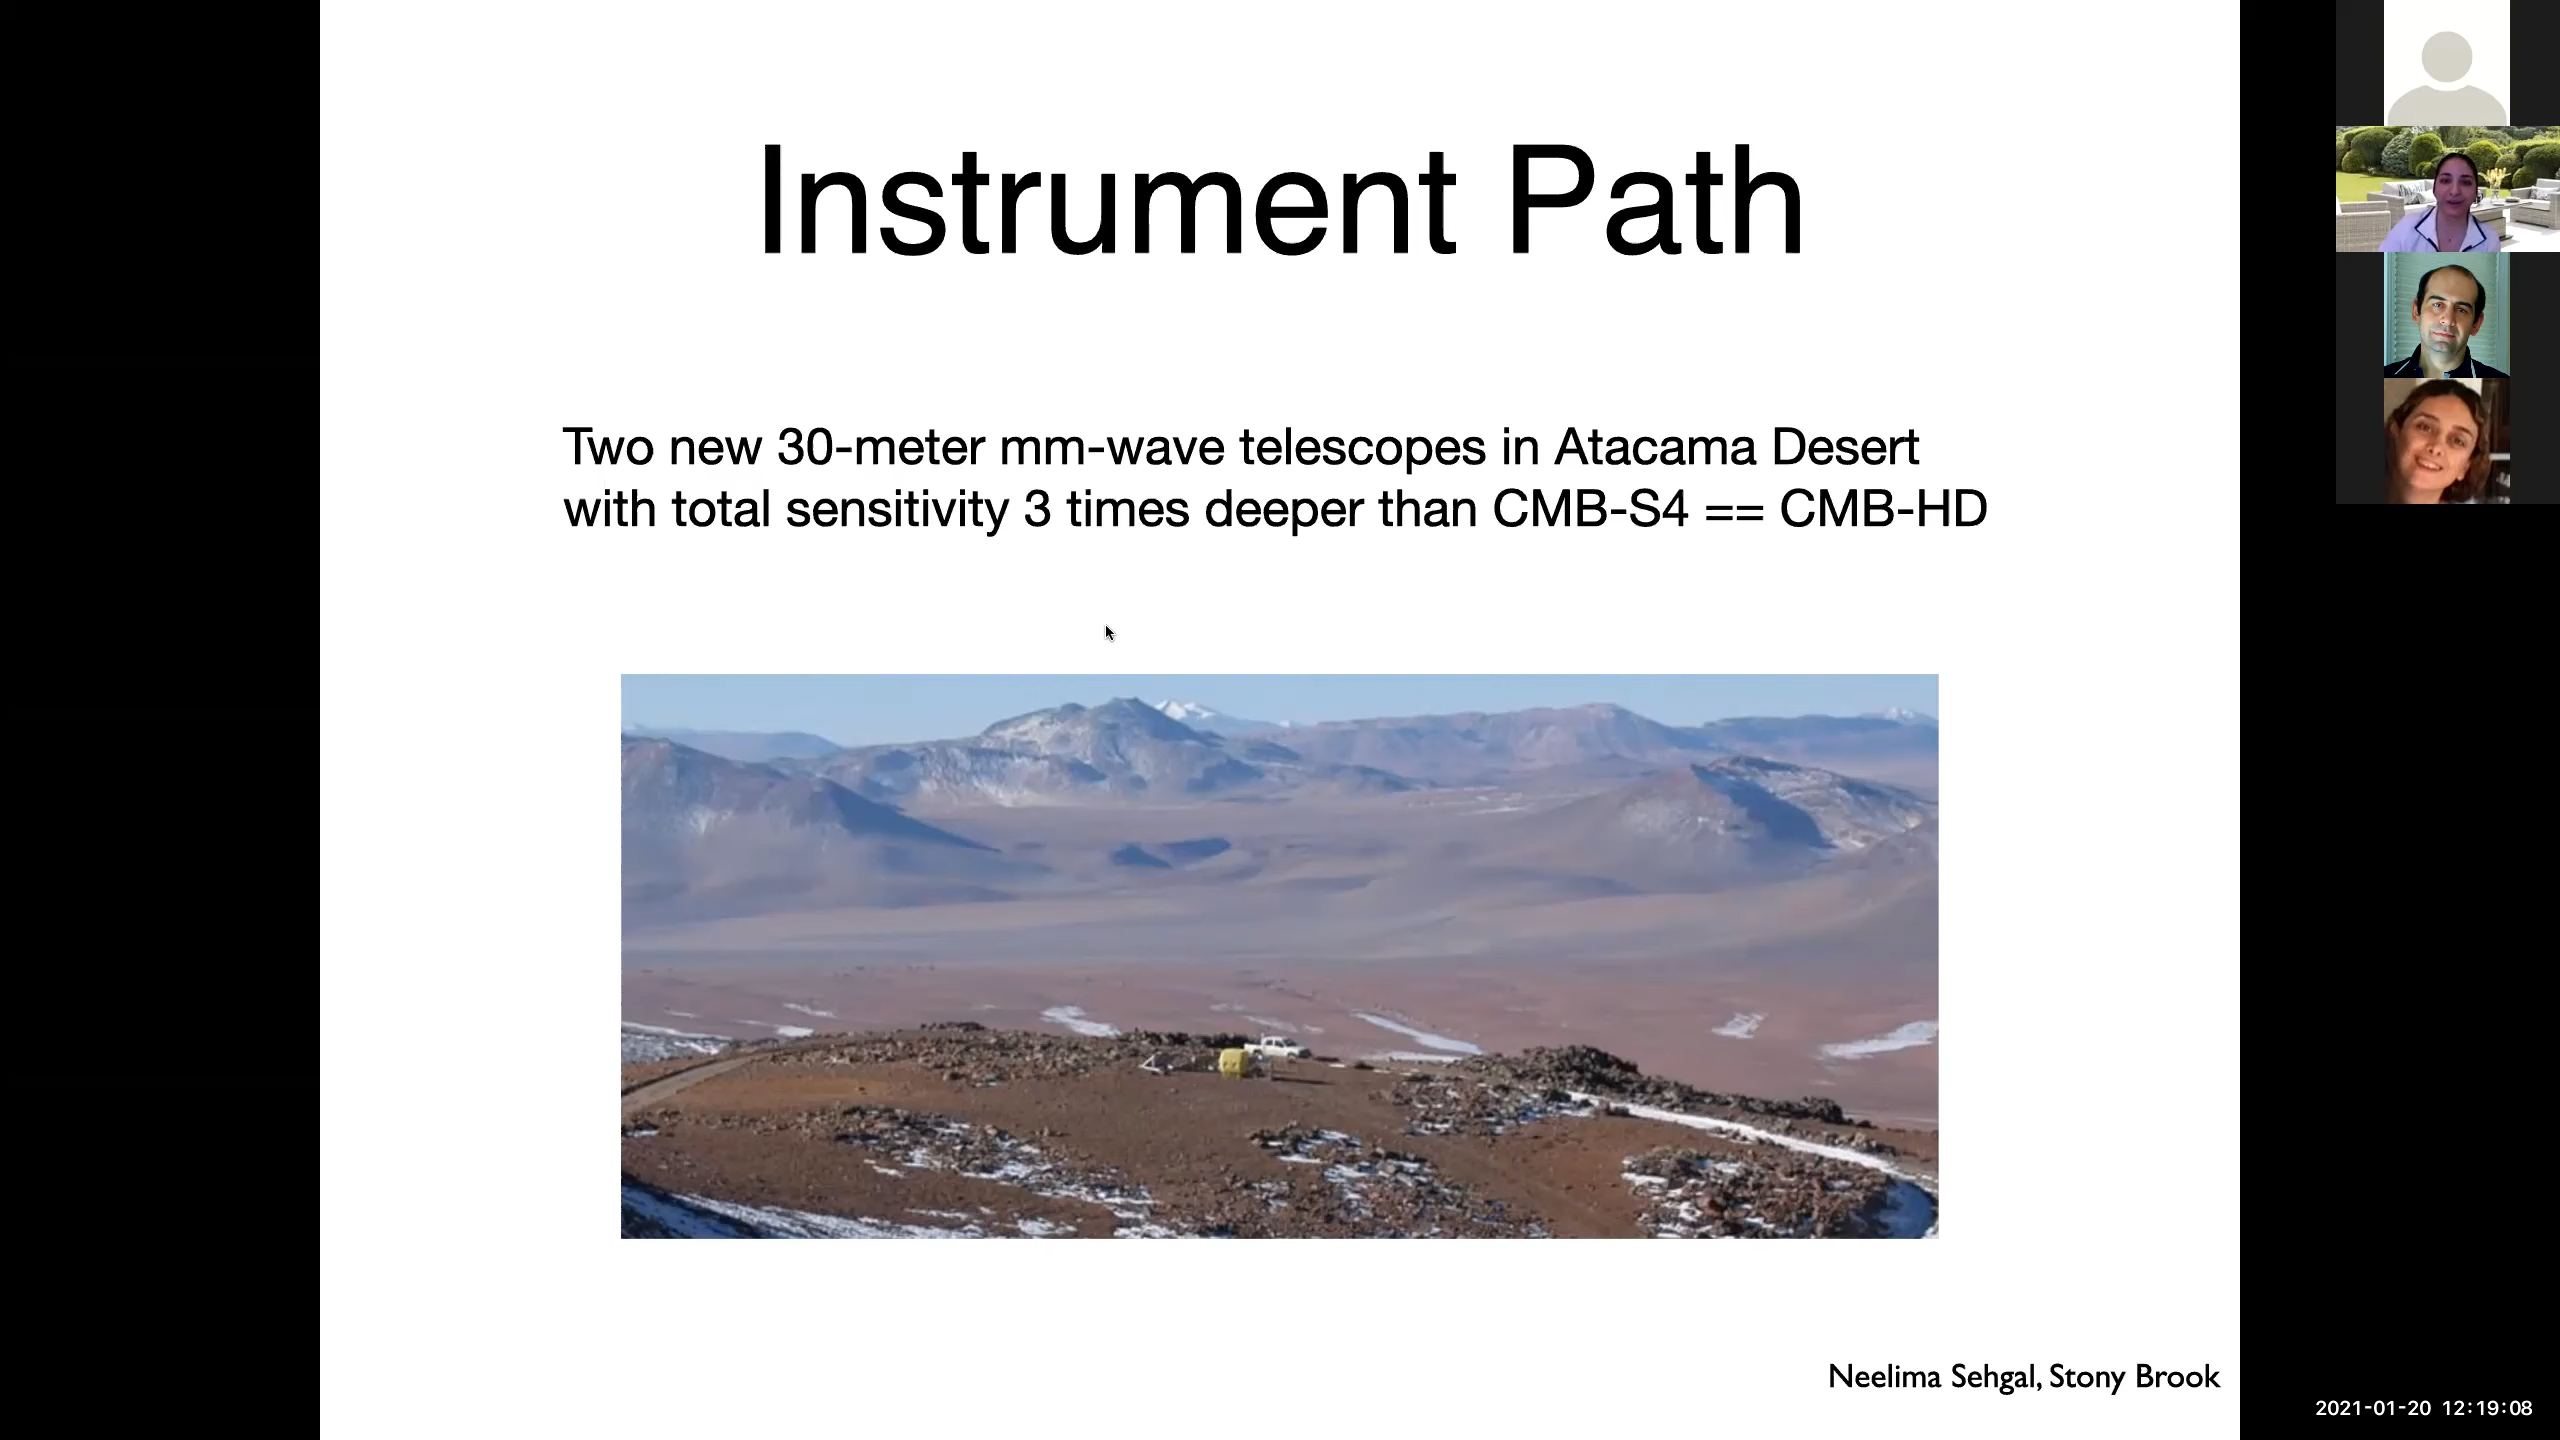 Instrument Path
Two new 30-meter mm-wave telescopes in Atacama Desert
with total sensitivity 3 times deeper than CMB-S4 == CMB-HD
Neelima Sehgal, Stony Brook
2021-01-20 12:19:08